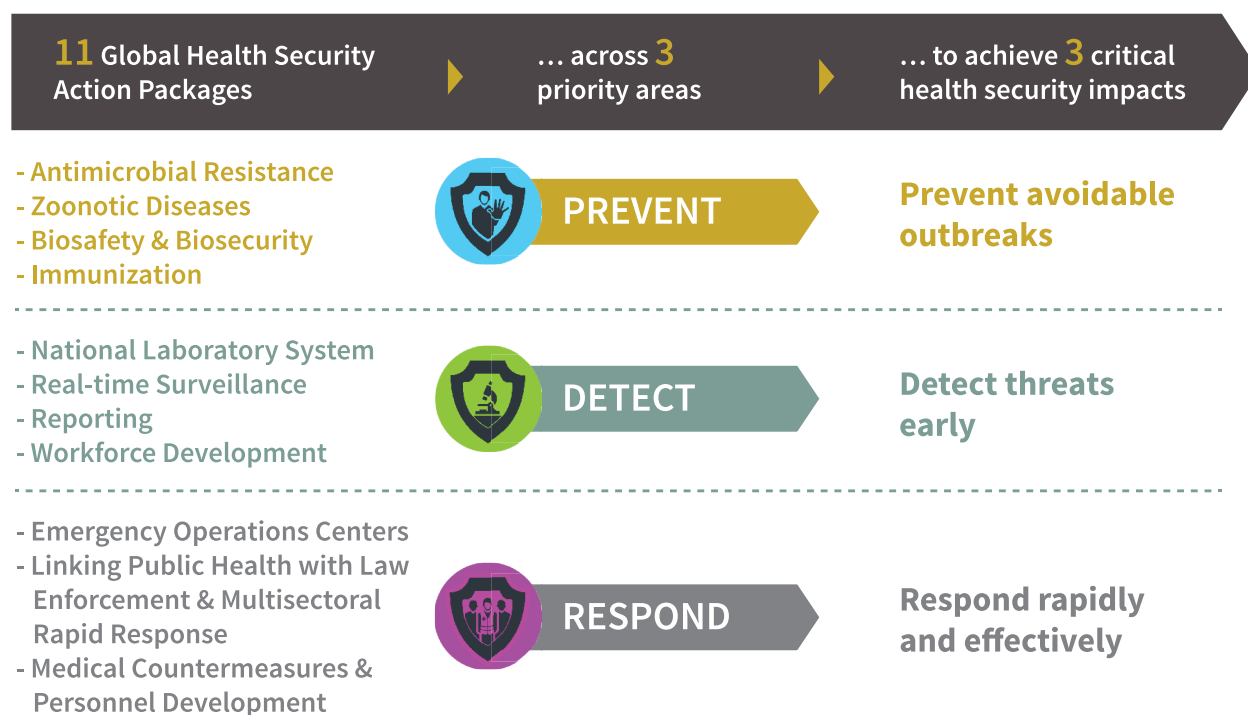 11 Global Health Security
Action Packages
... across 3
priority areas
... to achieve 3 critical
health security impacts
- Antimicrobial Resistance
- Zoonotic Diseases
- Biosafety & Biosecurity
- Immunization
PREVENT
Prevent avoidable
outbreaks
- National Laboratory System
- Real-time Surveillance
- Reporting
- Workforce Development
DETECT
Detect threats
early
- Emergency Operations Centers
- Linking Public Health with Law
Enforcement & Multisectoral
Rapid Response
- Medical Countermeasures &
Personnel Development
RESPOND
Respond rapidly
and effectively